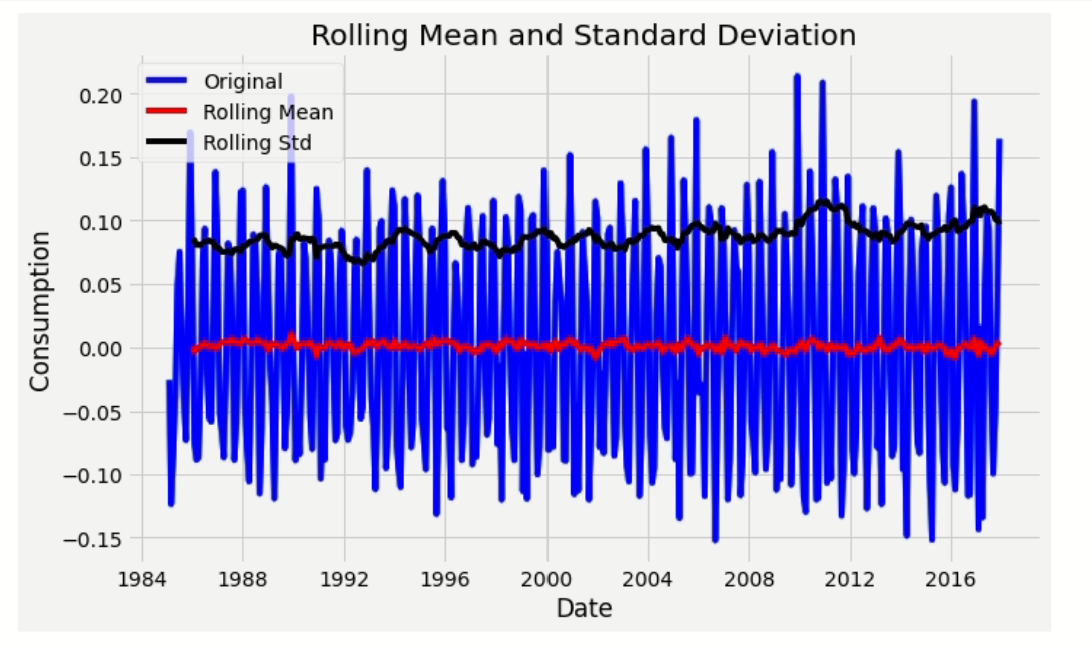 Rolling Mean and Standard Deviation
Original
Rolling Mean
Rolling Std
0.20
0.15
0.10
0.05
0.00
−0.05
−0.10
−0.15
Consumption
1984 1988 1992 1996 2000 2004 2008 2012 2016
Date